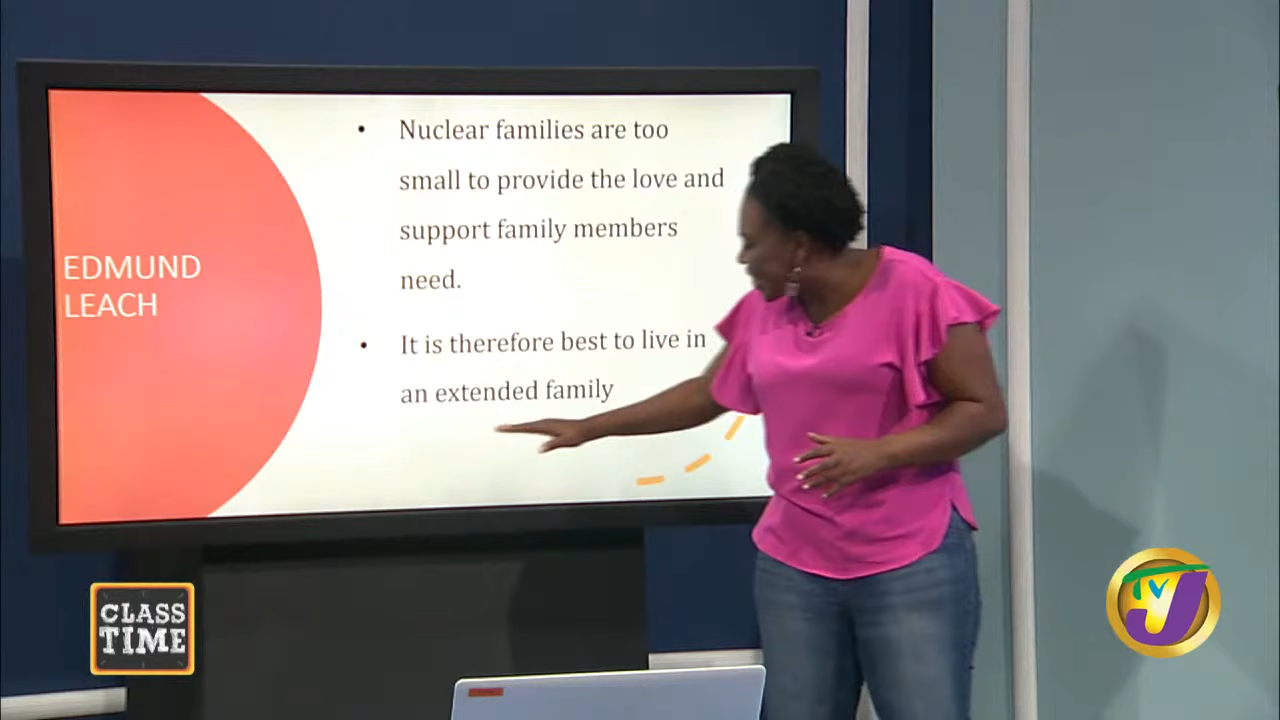 EDMUND
LEACH
• Nuclear families are too
small to provide the love and
support family members
need.
• It is therefore best to live in
an extended family
CLASS
TIME
TVJ